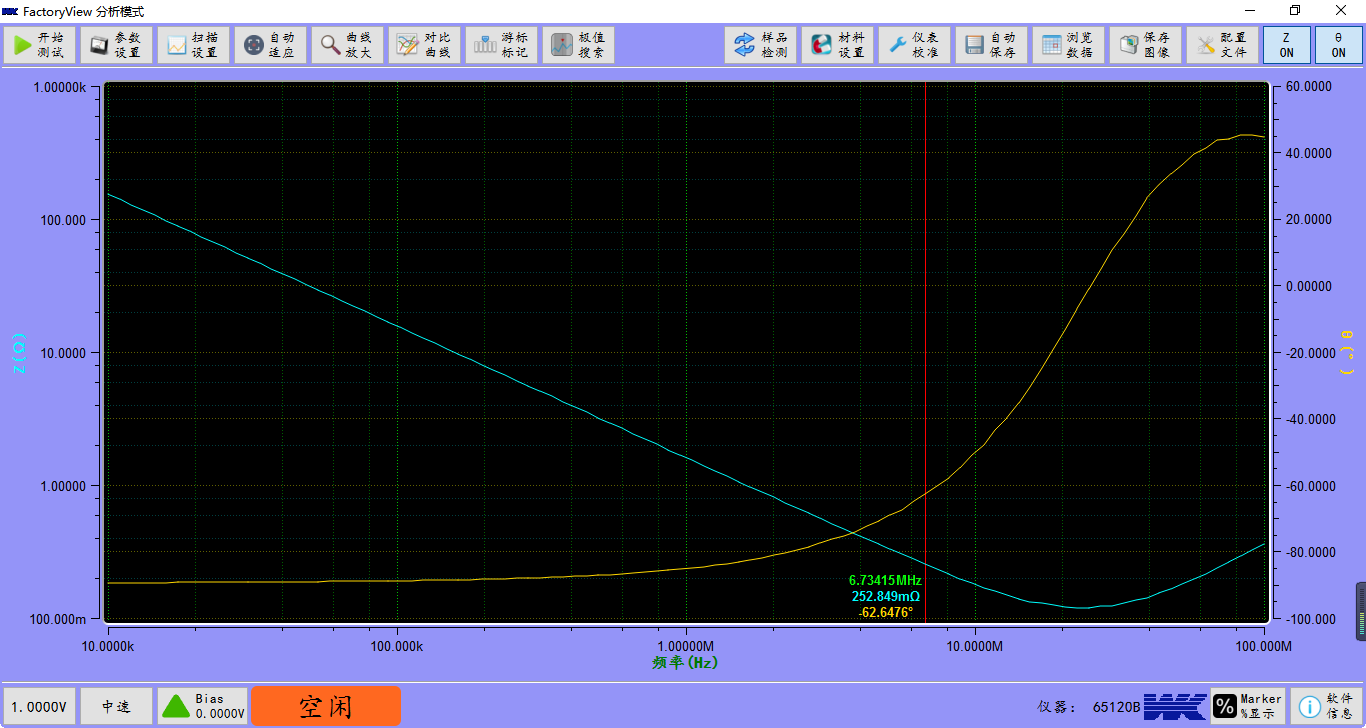 FactoryView 分析模式
开始 测试
参数 设置
扫描 设置
自动 适应
曲线 放大
对比 曲线
游标 标记
极值 搜索
样品 检测
材料 设置
仪表 校准
自动 保存
浏览 数据
保存 图像
配置 文件
Z ON
θ ON
1.00000k
100.000
10.0000
1.00000
100.000m
Z(Ω)
60.0000
40.0000
20.0000
0.00000
-20.0000
-40.0000
-60.0000
-80.0000
-100.000
θ(°)
6.73415MHz
252.849mΩ
-62.6476°
10.0000k
100.000k
1.00000M
10.0000M
100.000M
频率(Hz)
1.0000V
中速
Bias
0.0000V
空闲
仪器: 65120B
Marker
%显示
软件
信息